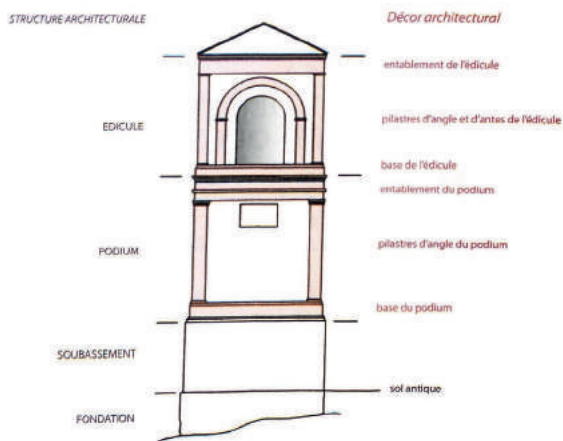 STRUCTURE ARCHITECTURALE
Décor architectural
entablement de l'édicule
EDICULE
pilastres d'angle et d'antes de l'édicule
base de l'édicule
entablement du podium
PODIUM
pilastres d'angle du podium
base du podium
SOUBASSEMENT
sol antique
FONDATION